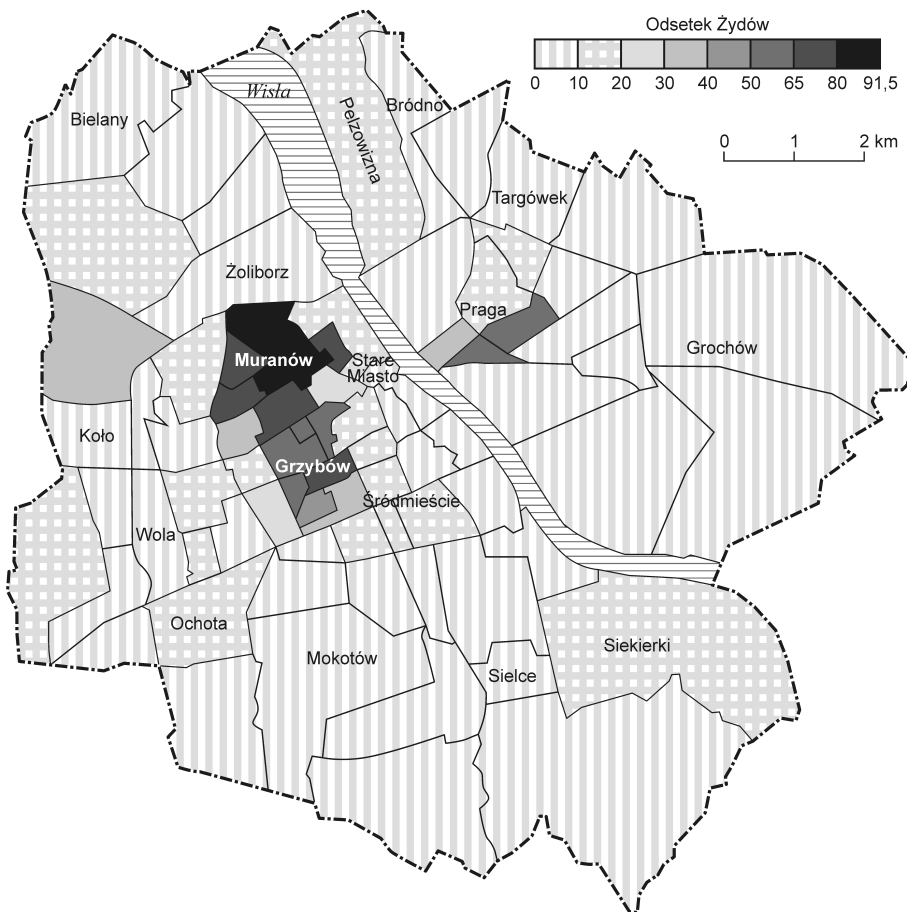 Odsetek Żydów
0 10 20 30 40 50 65 80 91,5
0 1 2 km
Wisła
Bielany
Pelzowizna
Bródno
Targówek
Żoliborz
Praga
Grochów
Muranów
Stare
Miasto
Koło
Grzybów
Śródmieście
Wola
Ochota
Mokotów
Siekierki
Sielce